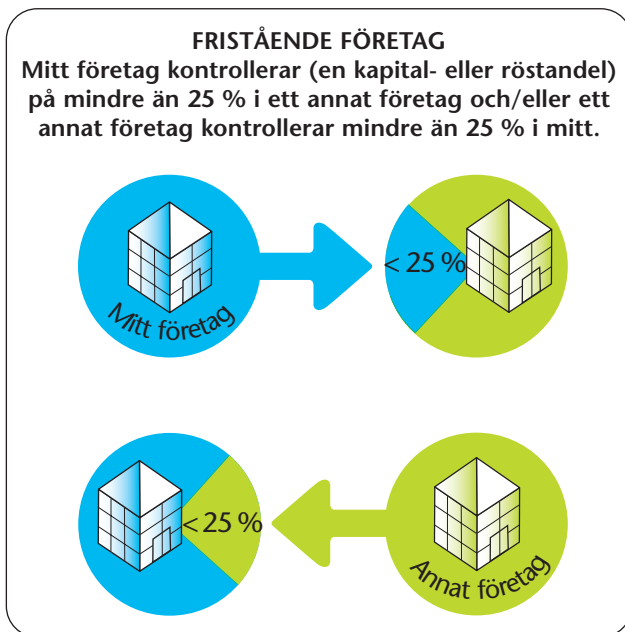 FRISTÅENDE FÖRETAG
Mitt företag kontrollerar (en kapital- eller röstandel)
på mindre än 25 % i ett annat företag och/eller ett
annat företag kontrollerar mindre än 25 % i mitt.
Mitt företag
< 25 %
< 25 %
Annat företag